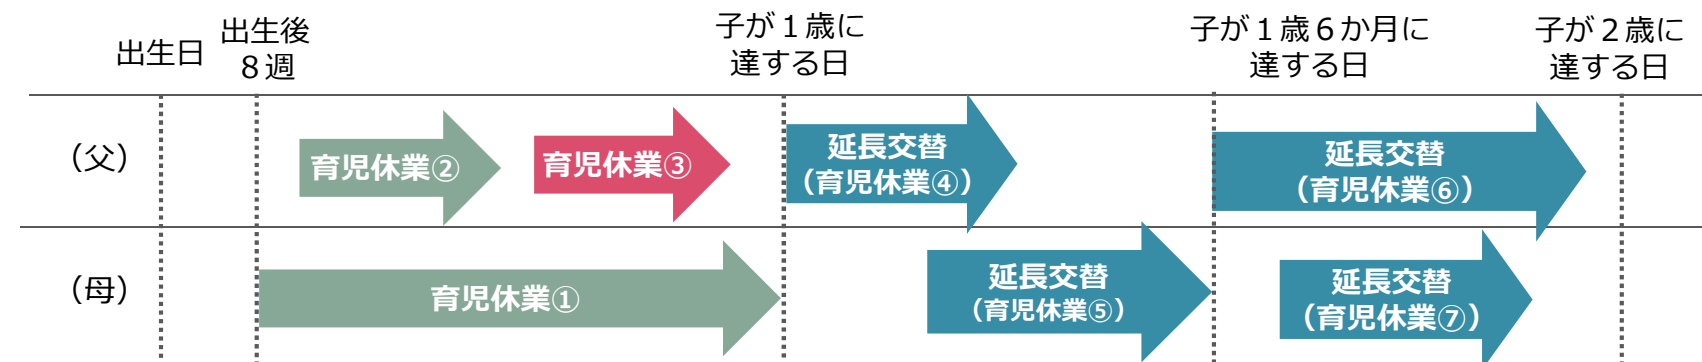 出生日
出生後
８週
子が１歳に
達する日
子が１歳６か月に
達する日
子が２歳に
達する日
（父）
育児休業②
育児休業③
延長交替
（育児休業④）
延長交替
（育児休業⑥）
（母）
育児休業①
延長交替
（育児休業⑤）
延長交替
（育児休業⑦）